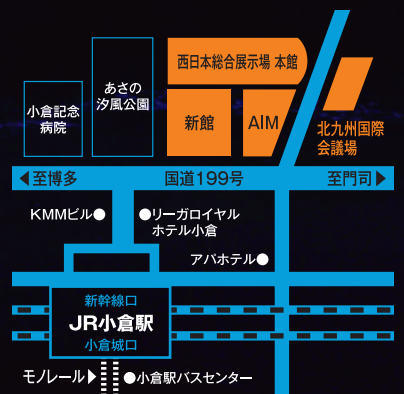 西日本総合展示場 本館
あさの
汐風公園
小倉記念
病院
新館
AIM
北九州国際
会議場
◀至博多
国道199号
至門司▶
KMMビル●
●リーガロイヤル
ホテル小倉
アパホテル●
新幹線口
JR小倉駅
小倉城口
モノレール▶
●小倉駅バスセンター